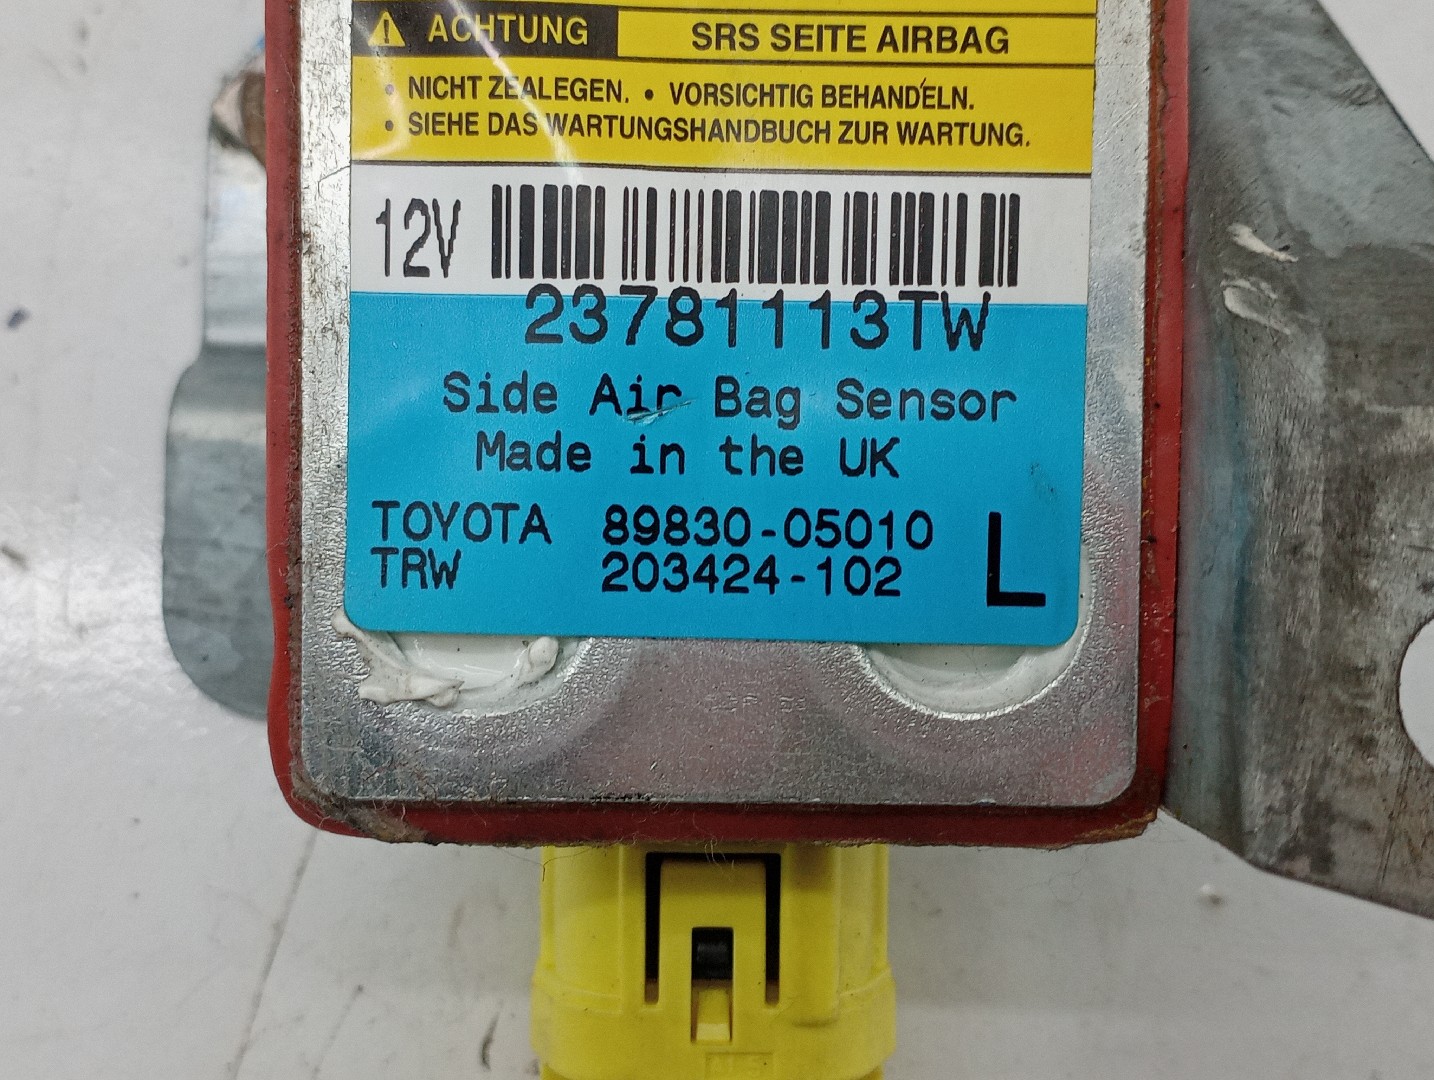 ACHTUNG SRS SEITE AIRBAG
• NICHT ZEALEGEN. • VORSICHTIG BEHANDELN.
• SIEHE DAS WARTUNGSHANDBUCH ZUR WARTUNG.
12V
23781113TW
Side Air Bag Sensor
Made in the UK
TOYOTA 89830-05010
TRW 203424-102 L